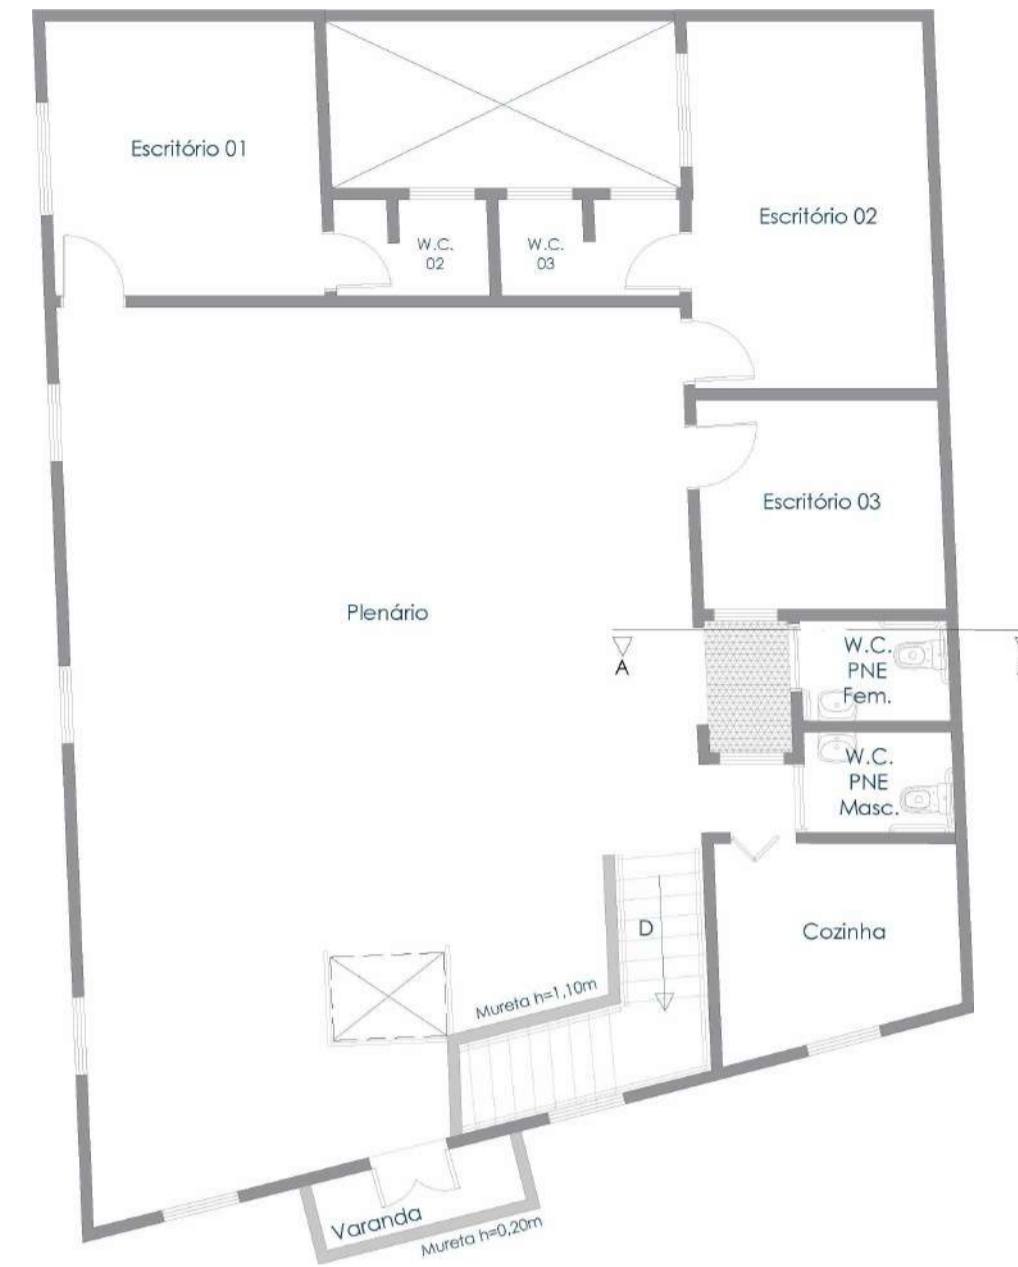 Escritório 01
Escritório 02
W.C.
02
W.C.
03
Escritório 03
Plenário
A
W.C.
PNE
Fem.
W.C.
PNE
Masc.
D
Cozinha
Mureta h=1,10m
Varanda
Mureta h=0,20m